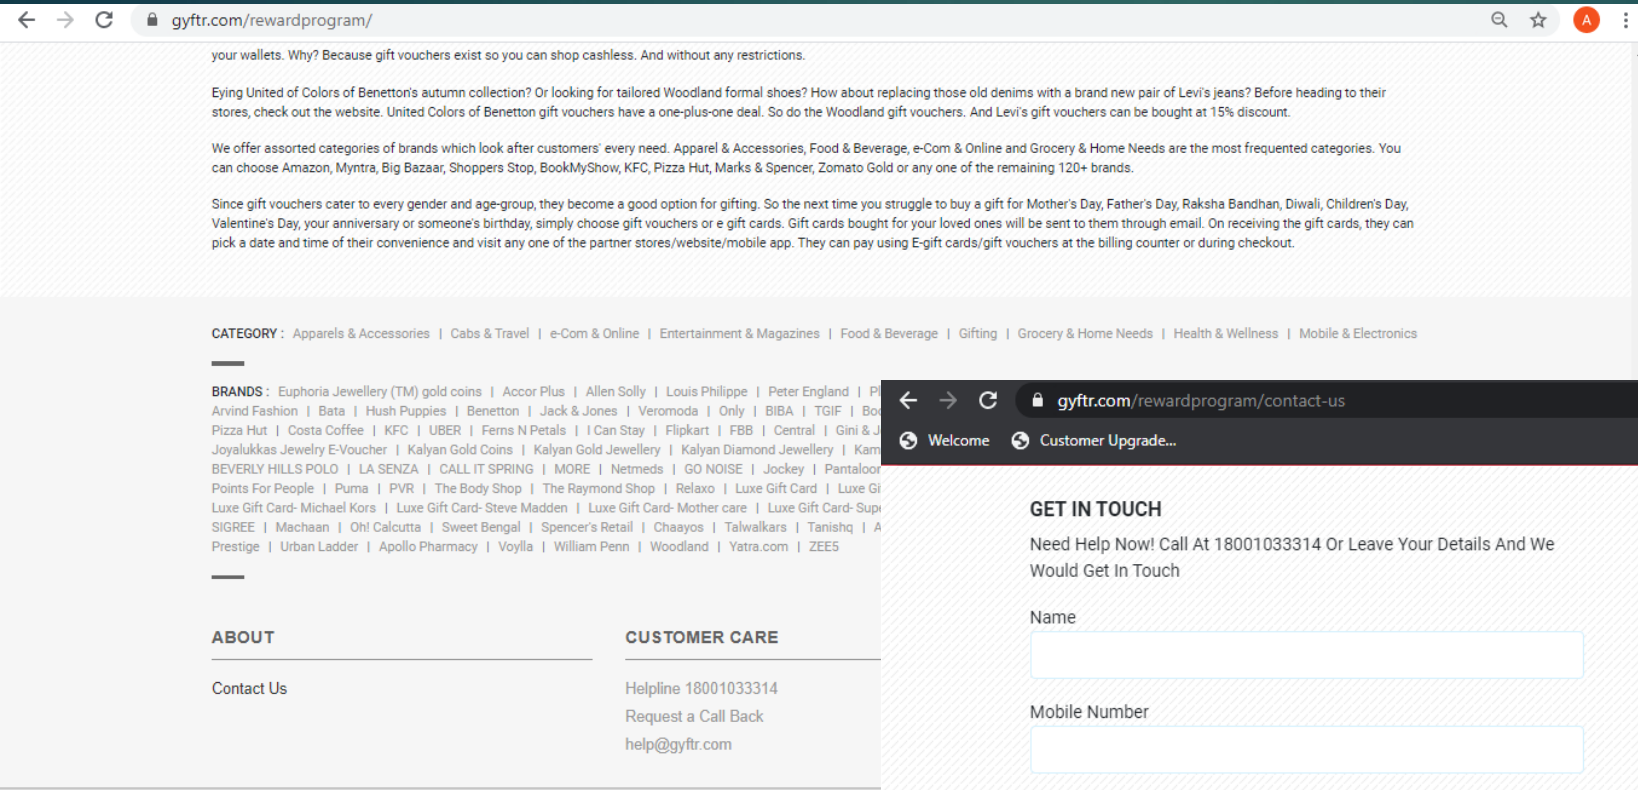 gyftr.com/rewardprogram/
A
your wallets. Why? Because gift vouchers exist so you can shop cashless. And without any restrictions.
Eying United of Colors of Benetton's autumn collection? Or looking for tailored Woodland formal shoes? How about replacing those old denims with a brand new pair of Levi's jeans? Before heading to their
stores, check out the website. United Colors of Benetton gift vouchers have a one-plus-one deal. So do the Woodland gift vouchers. And Levi's gift vouchers can be bought at 15% discount.
We offer assorted categories of brands which look after customers' every need. Apparel & Accessories, Food & Beverage, e-Com & Online and Grocery & Home Needs are the most frequented categories. You
can choose Amazon, Myntra, Big Bazaar, Shoppers Stop, BookMyShow, KFC, Pizza Hut, Marks & Spencer, Zomato Gold or any one of the remaining 120+ brands.
Since gift vouchers cater to every gender and age-group, they become a good option for gifting. So the next time you struggle to buy a gift for Mother's Day, Father's Day, Raksha Bandhan, Diwali, Children's Day,
Valentine's Day, your anniversary or someone's birthday, simply choose gift vouchers or e gift cards. Gift cards bought for your loved ones will be sent to them through email. On receiving the gift cards, they can
pick a date and time of their convenience and visit any one of the partner stores/website/mobile app. They can pay using E-gift cards/gift vouchers at the billing counter or during checkout.
CATEGORY : Apparels & Accessories | Cabs & Travel | e-Com & Online | Entertainment & Magazines | Food & Beverage | Gifting | Grocery & Home Needs | Health & Wellness | Mobile & Electronics
BRANDS : Euphoria Jewellery (TM) gold coins | Accor Plus | Allen Solly | Louis Philippe | Peter England | Pl
Arvind Fashion | Bata | Hush Puppies | Benetton | Jack & Jones | Veromoda | Only | BIBA | TGIF | Boo
Pizza Hut | Costa Coffee | KFC | UBER | Ferns N Petals | I Can Stay | Flipkart | FBB | Central | Gini & J
Joyalukkas Jewelry E-Voucher | Kalyan Gold Coins | Kalyan Gold Jewellery | Kalyan Diamond Jewellery | Kam
BEVERLY HILLS POLO | LA SENZA | CALL IT SPRING | MORE | Netmeds | GO NOISE | Jockey | Pantaloon
Points For People | Puma | PVR | The Body Shop | The Raymond Shop | Relaxo | Luxe Gift Card | Luxe Gi
Luxe Gift Card- Michael Kors | Luxe Gift Card- Steve Madden | Luxe Gift Card- Mother care | Luxe Gift Card- Supe
SIGREE | Machaan | Oh! Calcutta | Sweet Bengal | Spencer's Retail | Chaayos | Talwalkars | Tanishq | A
Prestige | Urban Ladder | Apollo Pharmacy | Voylla | William Penn | Woodland | Yatra.com | ZEE5
ABOUT
Contact Us
CUSTOMER CARE
Helpline 18001033314
Request a Call Back
help@gyftr.com
gyftr.com/rewardprogram/contact-us
Welcome Customer Upgrade...
GET IN TOUCH
Need Help Now! Call At 18001033314 Or Leave Your Details And We
Would Get In Touch
Name
Mobile Number